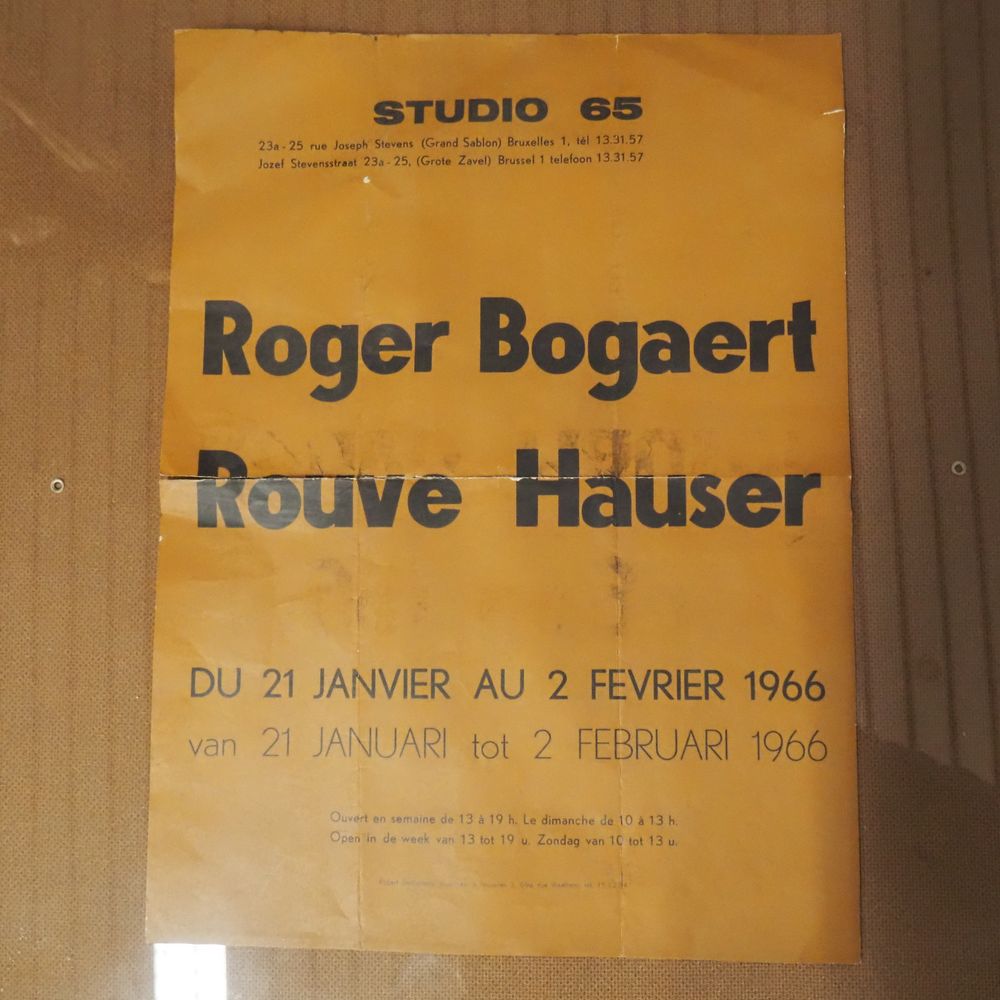 STUDIO 65
23a - 25 rue Joseph Stevens (Grand Sablon) Bruxelles 1, tél 13.31.57
Jozef Stevensstraat 23a - 25, (Grote Zavel) Brussel 1 telefoon 13.31.57
Roger Bogaert
Rouve Hauser
DU 21 JANVIER AU 2 FEVRIER 1966
van 21 JANUARI tot 2 FEBRUARI 1966
Ouvert en semaine de 13 à 19 h. Le dimanche de 10 à 13 h.
Open in de week van 13 tot 19 u. Zondag van 10 tot 13 u.
Robert